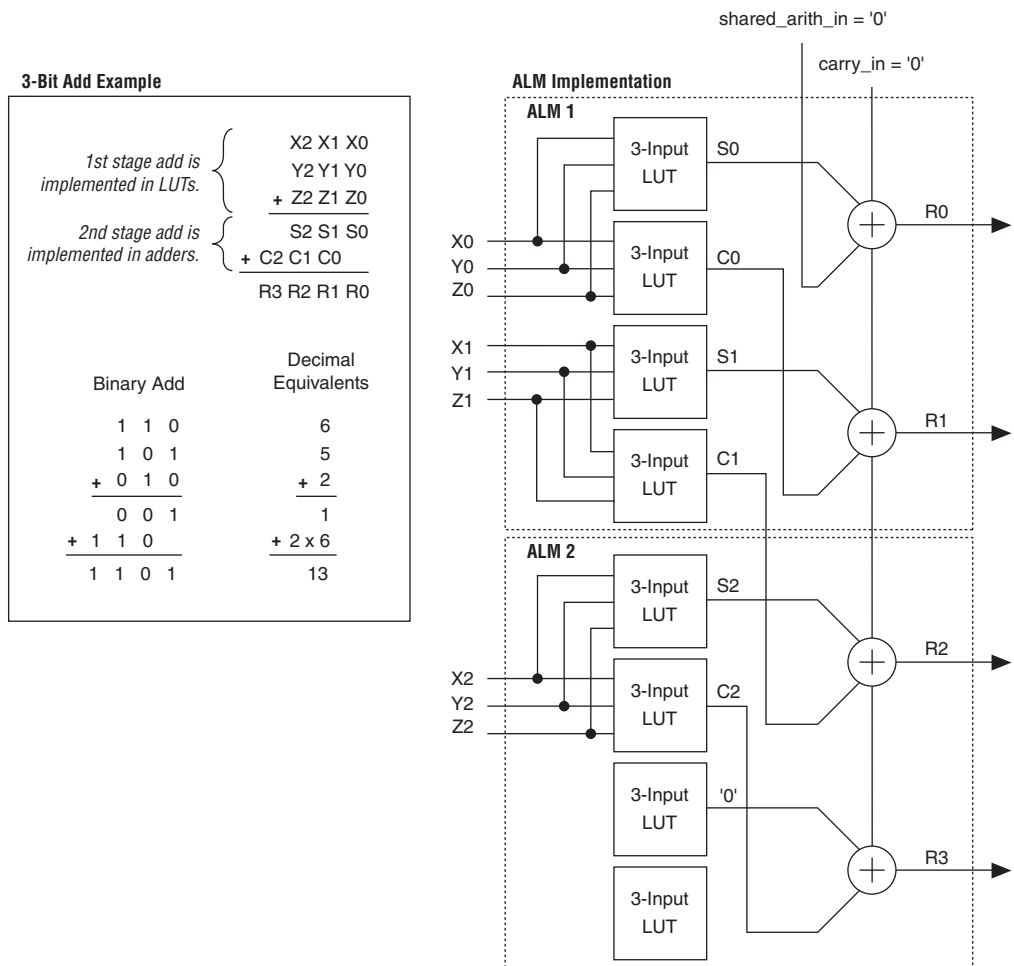 shared_arith_in = '0'
carry_in = '0'
3-Bit Add Example
1st stage add is
implemented in LUTs.
X2 X1 X0
Y2 Y1 Y0
+ Z2 Z1 Z0
2nd stage add is
implemented in adders.
S2 S1 S0
+ C2 C1 C0
R3 R2 R1 R0
Binary Add
1 1 0
1 0 1
+ 0 1 0
0 0 1
+ 1 1 0
1 1 0 1
Decimal
Equivalents
6
5
+ 2
1
+ 2 x 6
13
ALM Implementation
ALM 1
3-Input
LUT
S0
R0
X0
Y0
Z0
3-Input
LUT
C0
X1
Y1
Z1
3-Input
LUT
S1
R1
3-Input
LUT
C1
ALM 2
3-Input
LUT
S2
R2
X2
Y2
Z2
3-Input
LUT
C2
3-Input
LUT
'0'
R3
3-Input
LUT